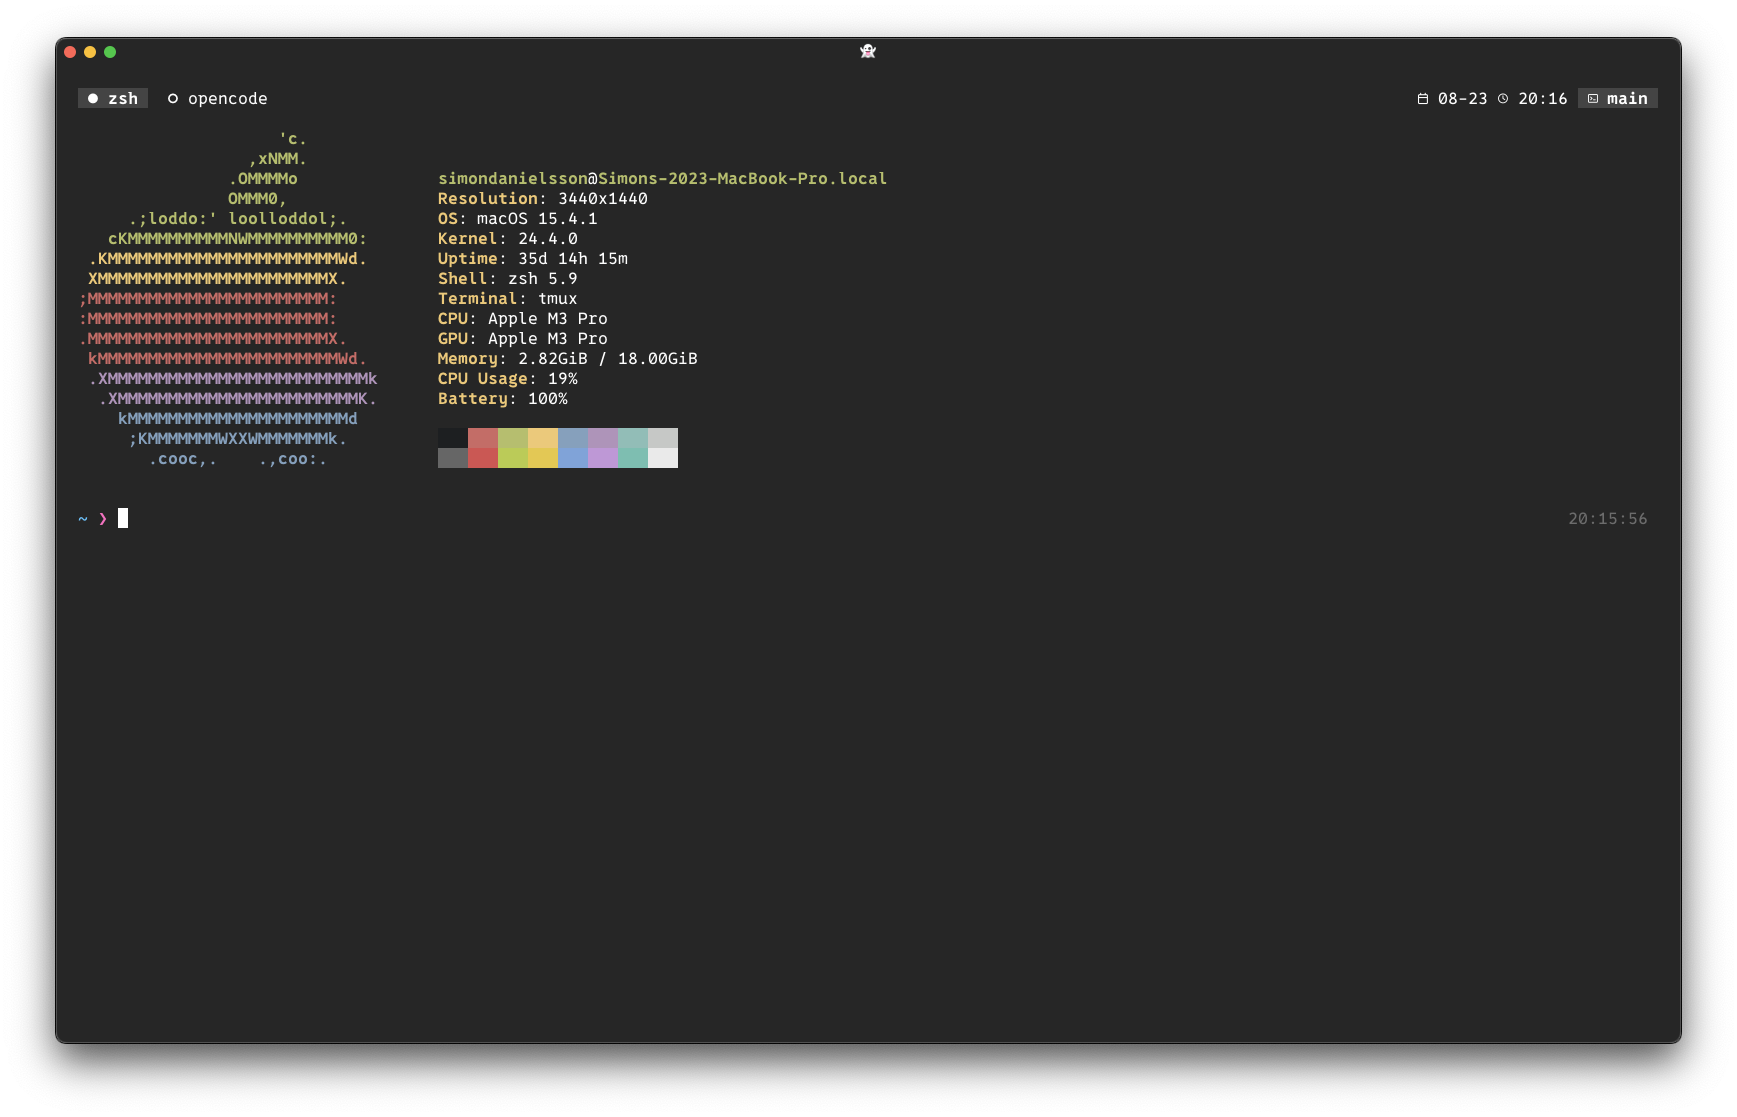 zsh opencode 08-23 20:16 main
'c.
,xNMM.
.OMMMMo simondanielsson@Simons-2023-MacBook-Pro.local
OMMM0, Resolution: 3440x1440
.;loddo:' loolloddol;. OS: macOS 15.4.1
cKMMMMMMMMMMNWMMMMMMMMMM0: Kernel: 24.4.0
.KMMMMMMMMMMMMMMMMMMMMMMMWd. Uptime: 35d 14h 15m
XMMMMMMMMMMMMMMMMMMMMMMMX. Shell: zsh 5.9
;MMMMMMMMMMMMMMMMMMMMMMMM: Terminal: tmux
:MMMMMMMMMMMMMMMMMMMMMMMM: CPU: Apple M3 Pro
.MMMMMMMMMMMMMMMMMMMMMMMMX. GPU: Apple M3 Pro
kMMMMMMMMMMMMMMMMMMMMMMMMWd. Memory: 2.82GiB / 18.00GiB
.XMMMMMMMMMMMMMMMMMMMMMMMMMMk CPU Usage: 19%
.XMMMMMMMMMMMMMMMMMMMMMMMMK. Battery: 100%
kMMMMMMMMMMMMMMMMMMMMMMd
;KMMMMMMMWXXWMMMMMMMk.
.cooc,. .,coo:.
~ ❯ 20:15:56